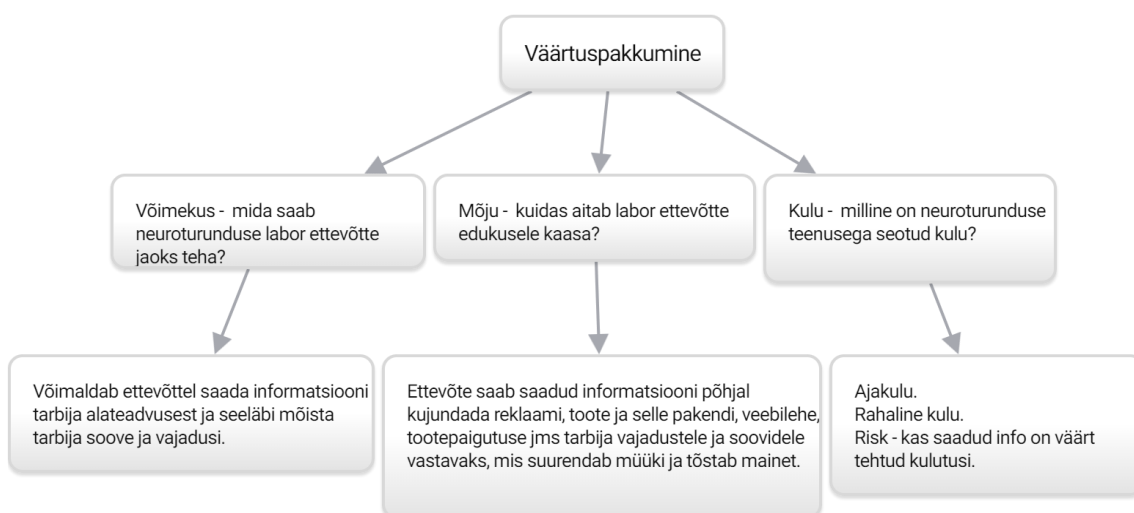 Väärtuspakkumine
Võimekus - mida saab
neuroturunduse labor ettevõtte
jaoks teha?
Mõju - kuidas aitab labor ettevõtte
edukusele kaasa?
Kulu - milline on neuroturunduse
teenusega seotud kulu?
Võimaldab ettevõttel saada informatsiooni
tarbija alateadvusest ja seeläbi mõista
tarbija soove ja vajadusi.
Ettevõte saab saadud informatsiooni põhjal
kujundada reklaami, toote ja selle pakendi, veebilehe,
tootepaigutuse jms tarbija vajadustele ja soovidele
vastavaks, mis suurendab müüki ja tõstab mainet.
Ajakulu.
Rahaline kulu.
Risk - kas saadud info on väärt
tehtud kulutusi.